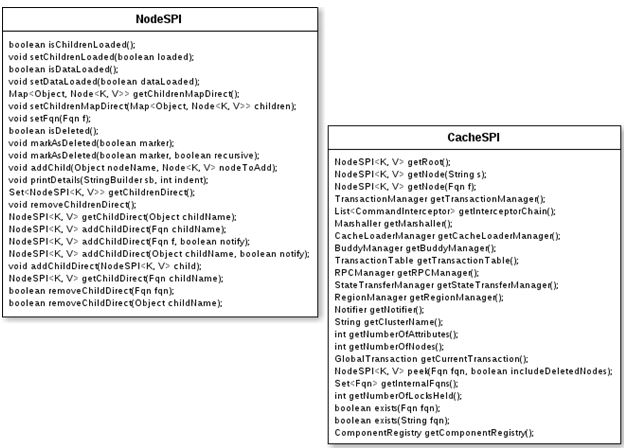 NodeSPI
boolean isChildrenLoaded();
void setChildrenLoaded(boolean loaded);
boolean isDataLoaded();
void setDataLoaded(boolean dataLoaded);
Map<Object, Node<K, V>> getChildrenMapDirect();
void setChildrenMapDirect(Map<Object, Node<K, V>> children);
void setFqn(Fqn f);
boolean isDeleted();
void markAsDeleted(boolean marker);
void markAsDeleted(boolean marker, boolean recursive);
void addChild(Object nodeName, Node<K, V> nodeToAdd);
void printDetails(StringBuilder sb, int indent);
Set<NodeSPI<K, V>> getChildrenDirect();
void removeChildrenDirect();
NodeSPI<K, V> getChildDirect(Object childName);
NodeSPI<K, V> addChildDirect(Fqn childName);
NodeSPI<K, V> addChildDirect(Fqn f, boolean notify);
NodeSPI<K, V> addChildDirect(Object childName, boolean notify);
void addChildDirect(NodeSPI<K, V> child);
NodeSPI<K, V> getChildDirect(Fqn childName);
boolean removeChildDirect(Fqn fqn);
boolean removeChildDirect(Object childName);
CacheSPI
NodeSPI<K, V> getRoot();
NodeSPI<K, V> getNode(String s);
NodeSPI<K, V> getNode(Fqn f);
TransactionManager getTransactionManager();
List<CommandInterceptor> getInterceptorChain();
Marshaller getMarshaller();
CacheLoaderManager getCacheLoaderManager();
BuddyManager getBuddyManager();
TransactionTable getTransactionTable();
RPCManager getRPCManager();
StateTransferManager getStateTransferManager();
RegionManager getRegionManager();
Notifier getNotifier();
String getClusterName();
int getNumberOfAttributes();
int getNumberOfNodes();
GlobalTransaction getCurrentTransaction();
NodeSPI<K, V> peek(Fqn fqn, boolean includeDeletedNodes);
Set<Fqn> getInternalFqns();
int getNumberOfLocksHeld();
boolean exists(Fqn fqn);
boolean exists(String fqn);
ComponentRegistry getComponentRegistry();